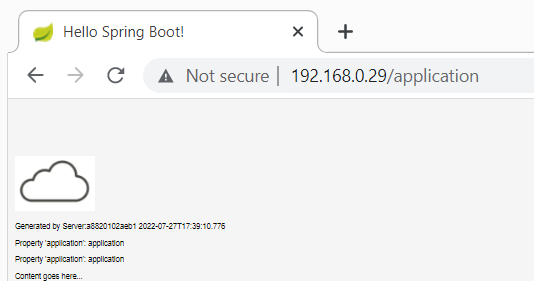 Hello Spring Boot!
Not secure | 192.168.0.29/application
Generated by Server:a8820102aeb1 2022-07-27T17:39:10.776
Property 'application': application
Property 'application': application
Content goes here...